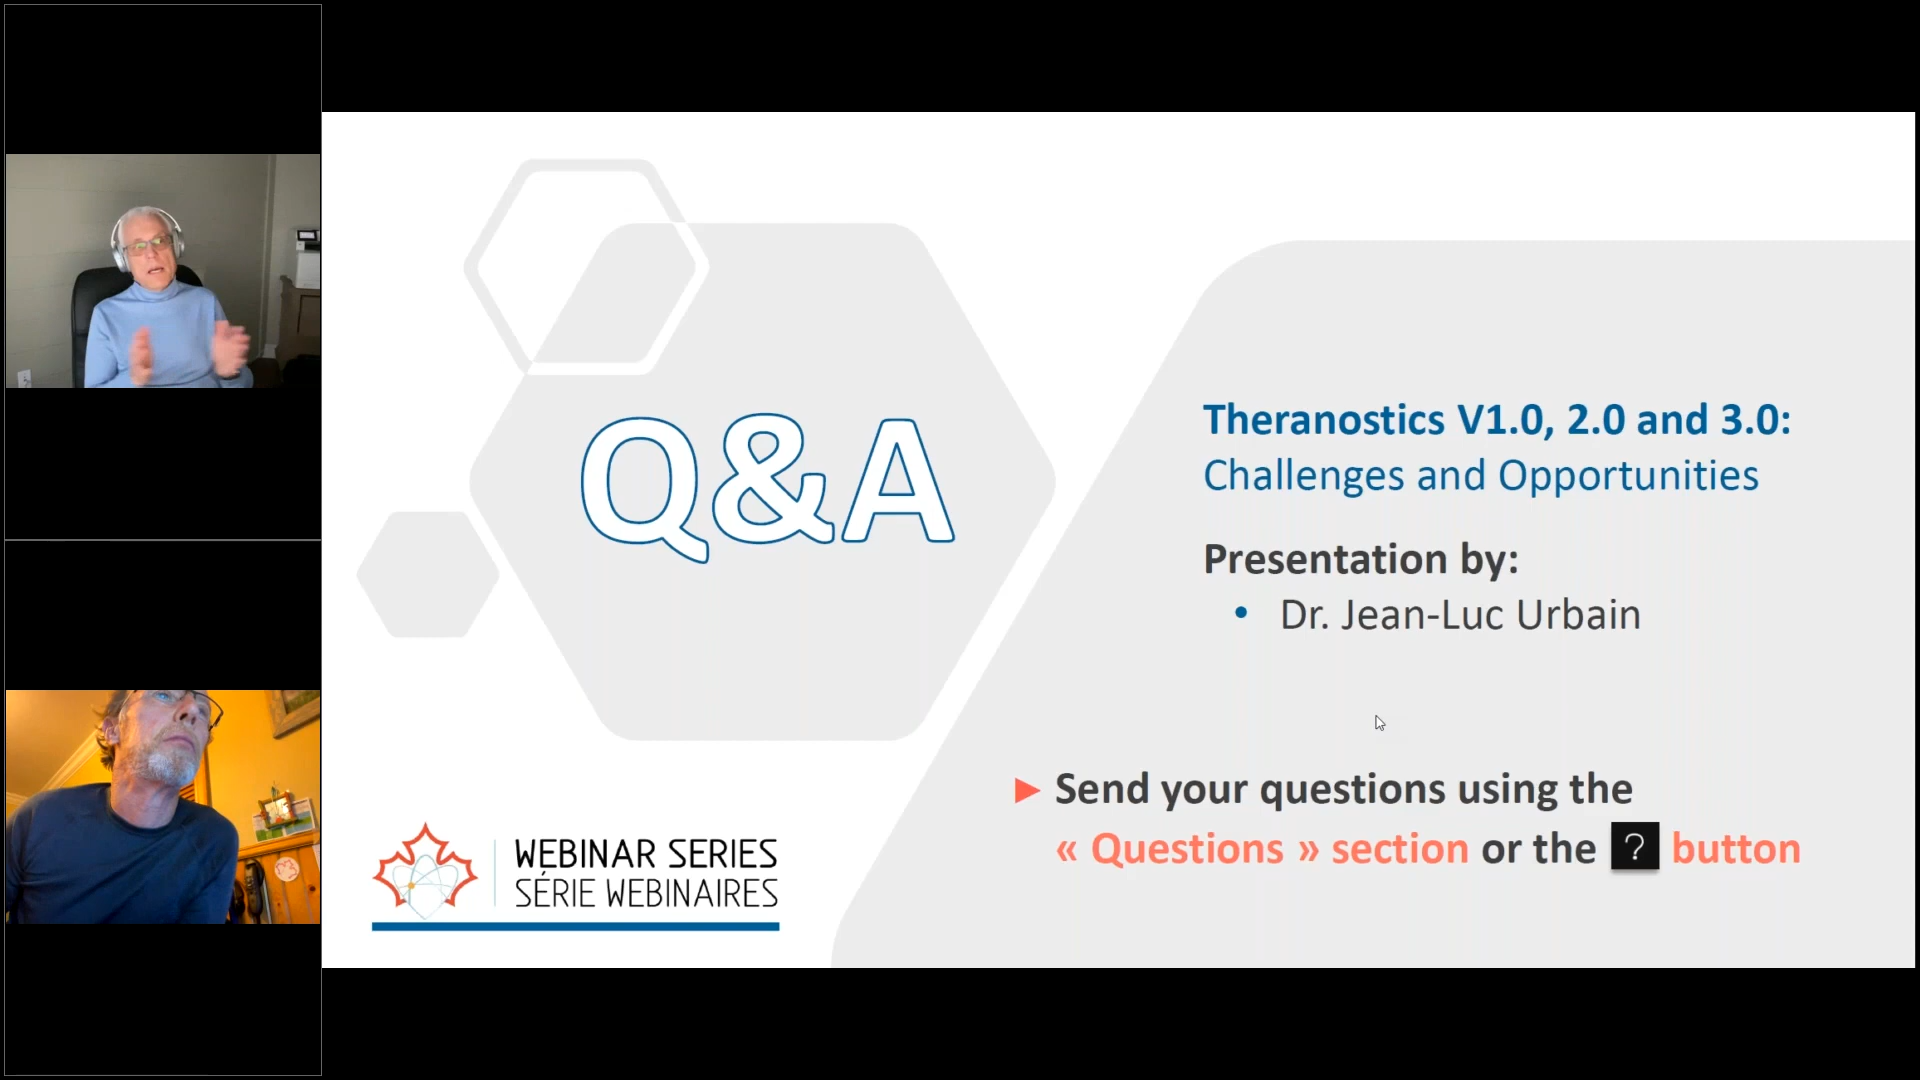 Q&A
Theranostics V1.0, 2.0 and 3.0:
Challenges and Opportunities
Presentation by:
• Dr. Jean-Luc Urbain
► Send your questions using the
« Questions » section or the ? button
WEBINAR SERIES
SÉRIE WEBINAIRES